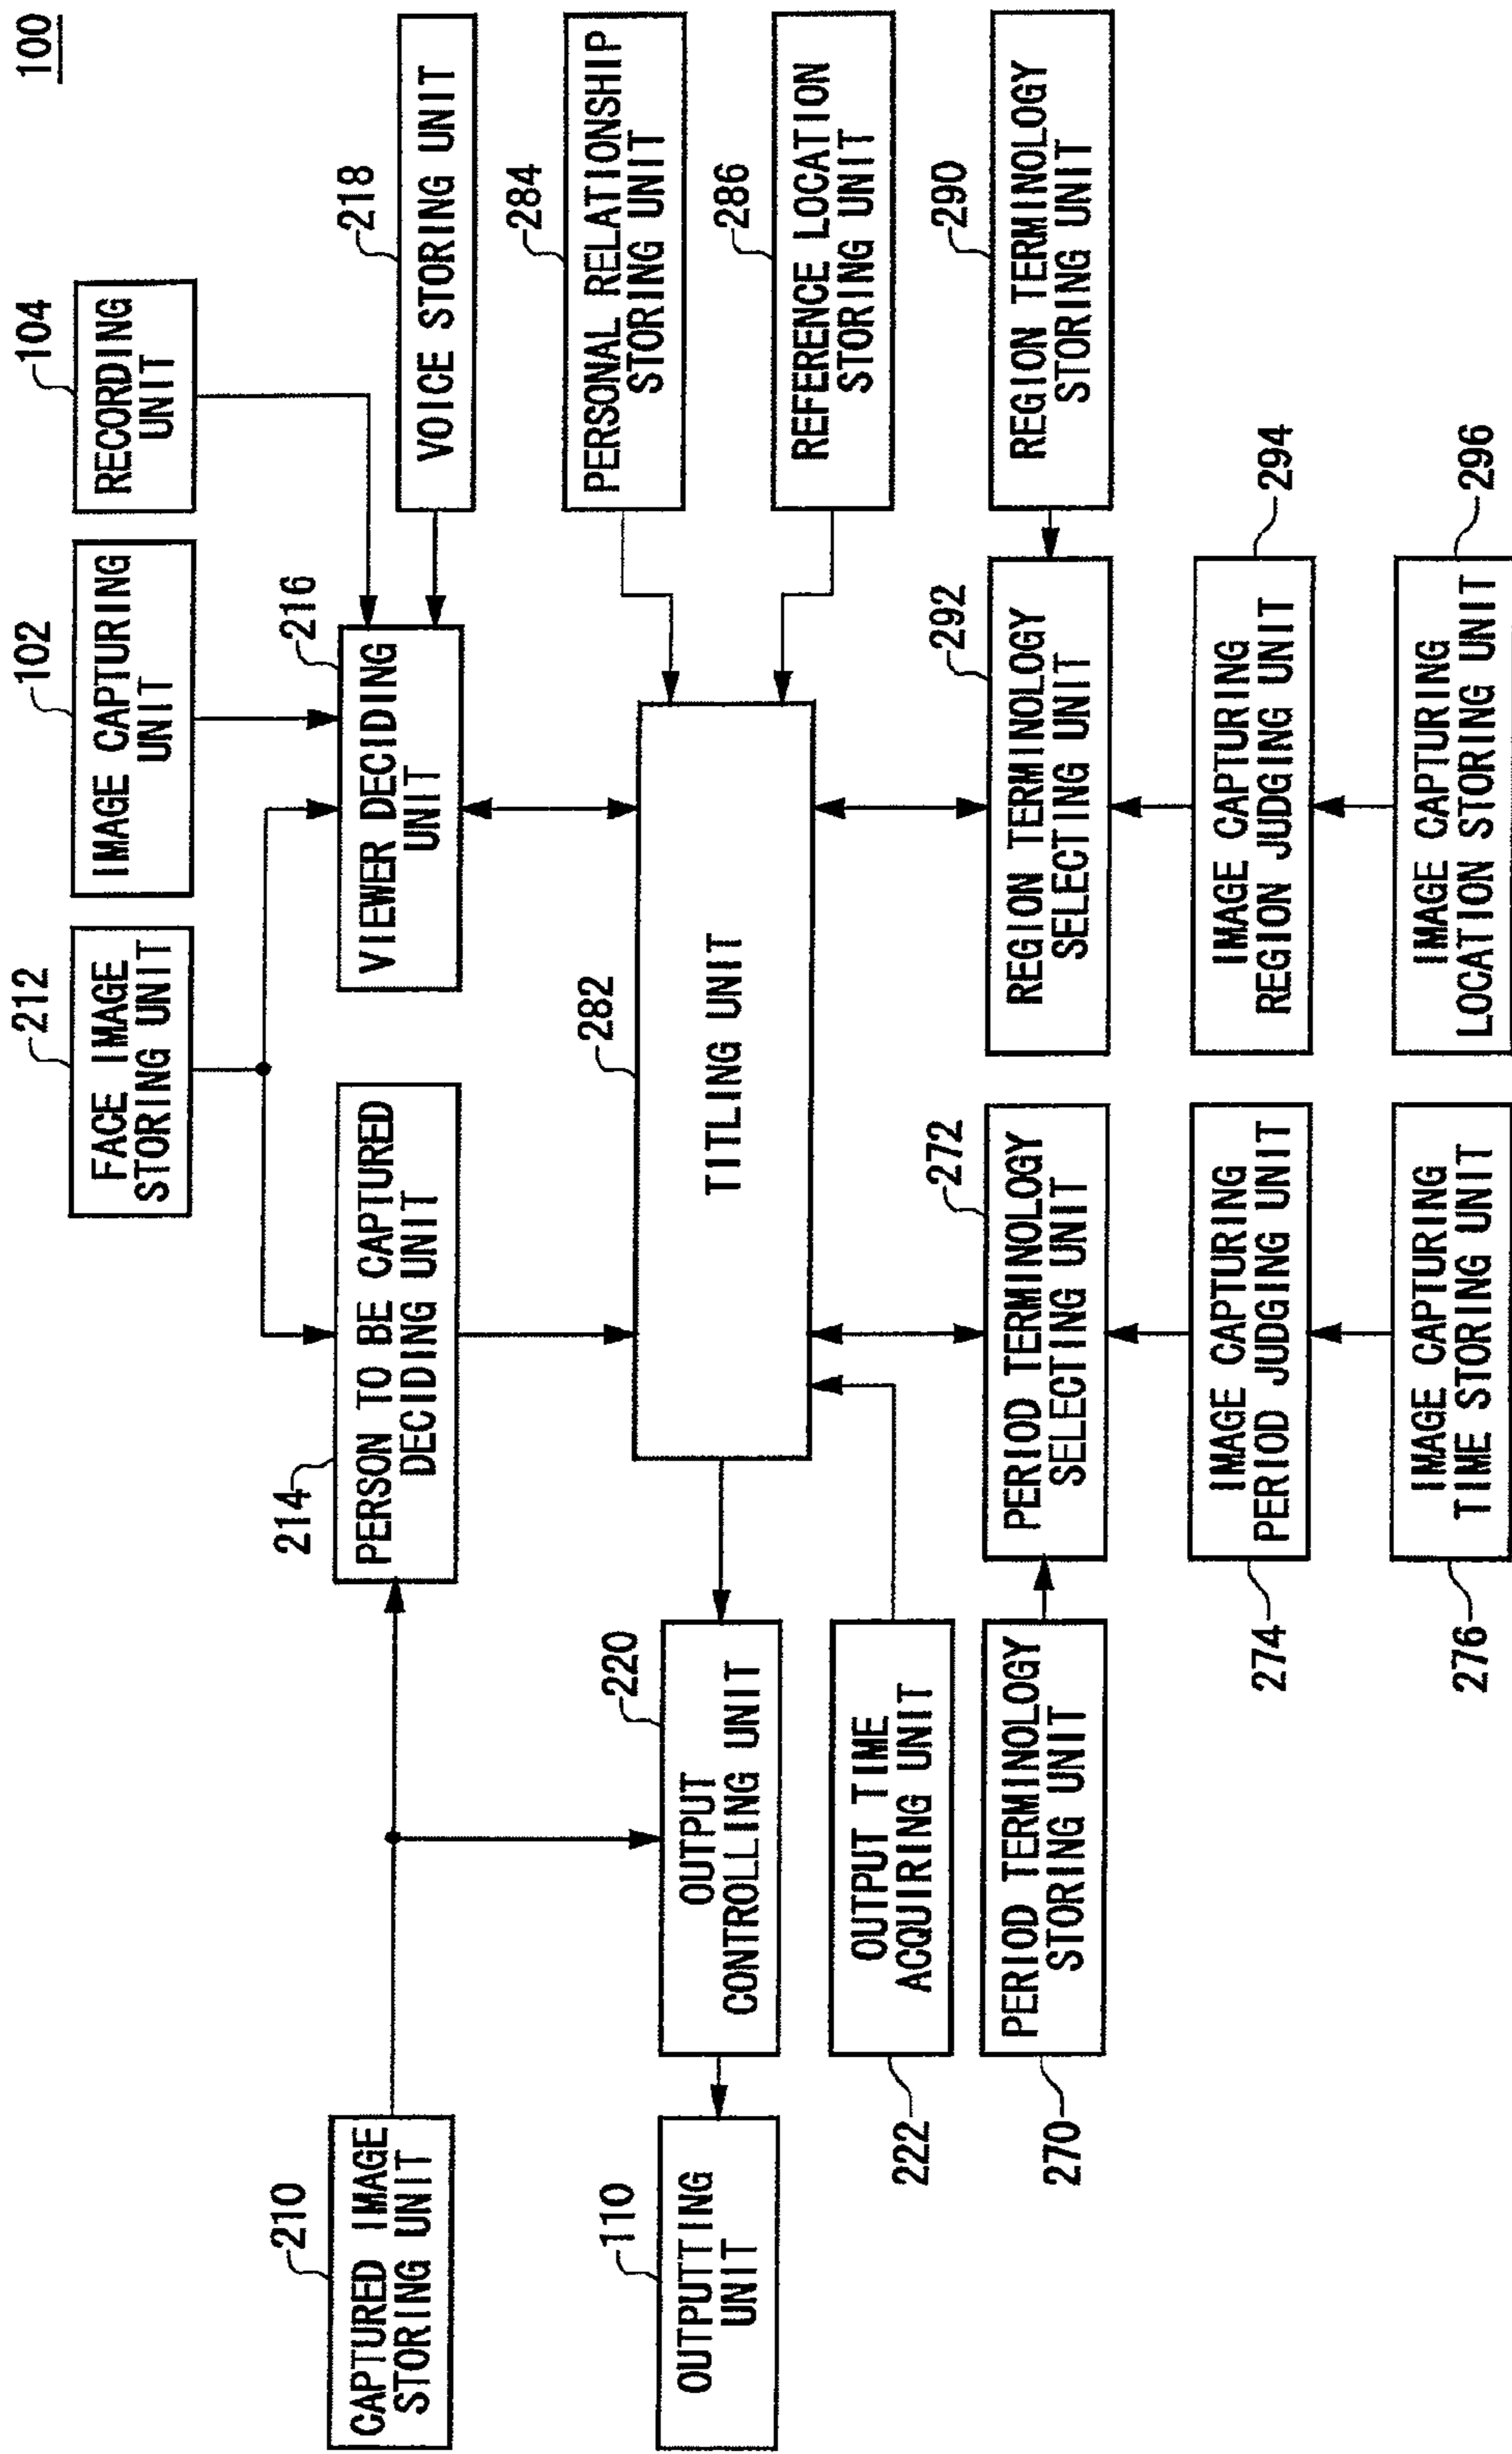 100
212
FACE IMAGE
STORING UNIT
102
IMAGE CAPTURING
UNIT
104
RECORDING
UNIT
210
CAPTURED IMAGE
STORING UNIT
214
PERSON TO BE CAPTURED
DECIDING UNIT
216
VIEWER DECIDING
UNIT
218
VOICE STORING UNIT
284
PERSONAL RELATIONSHIP
STORING UNIT
110
OUTPUTTING
UNIT
220
OUTPUT
CONTROLLING UNIT
282
TITLING UNIT
286
REFERENCE LOCATION
STORING UNIT
222
OUTPUT TIME
ACQUIRING UNIT
270
PERIOD TERMINOLOGY
STORING UNIT
272
PERIOD TERMINOLOGY
SELECTING UNIT
292
REGION TERMINOLOGY
SELECTING UNIT
290
REGION TERMINOLOGY
STORING UNIT
274
IMAGE CAPTURING
PERIOD JUDGING UNIT
294
IMAGE CAPTURING
REGION JUDGING UNIT
276
IMAGE CAPTURING
TIME STORING UNIT
296
IMAGE CAPTURING
LOCATION STORING UNIT